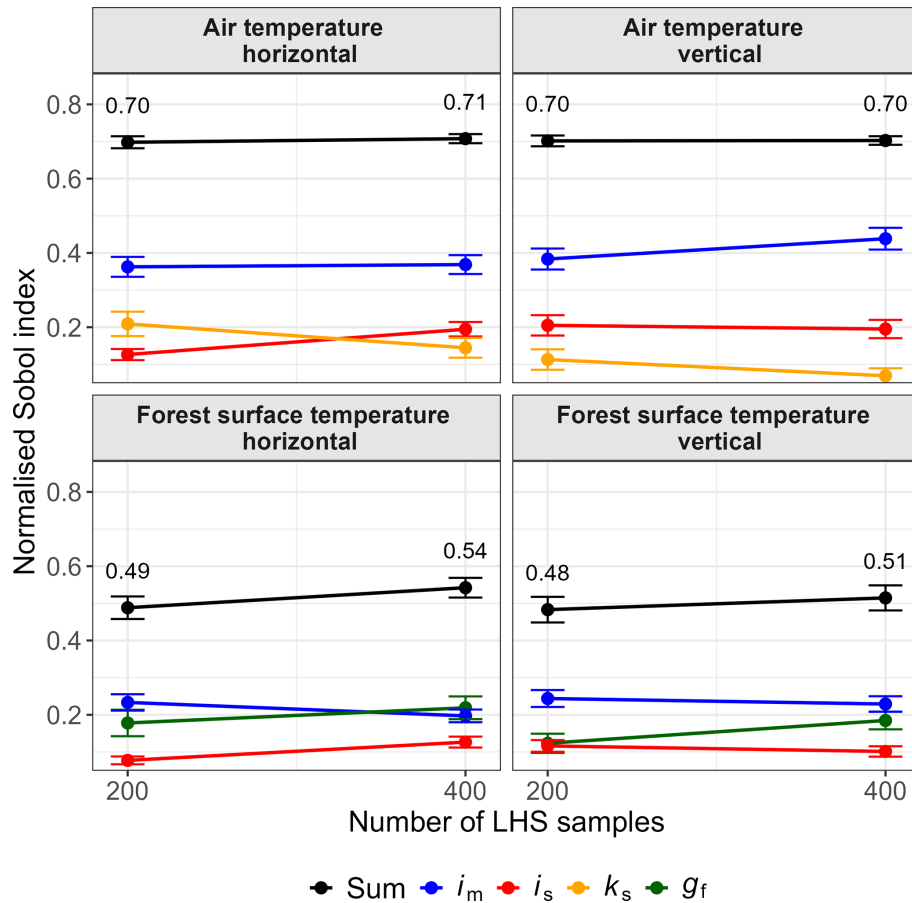 Air temperature
horizontal
Air temperature
vertical
0.70
0.71
0.70
0.70
0.8
0.6
0.4
0.2
Forest surface temperature
horizontal
Forest surface temperature
vertical
0.49
0.54
0.48
0.51
0.8
0.6
0.4
0.2
Normalised Sobol index
200
400
200
400
Number of LHS samples
Sum i_m i_s k_s g_f